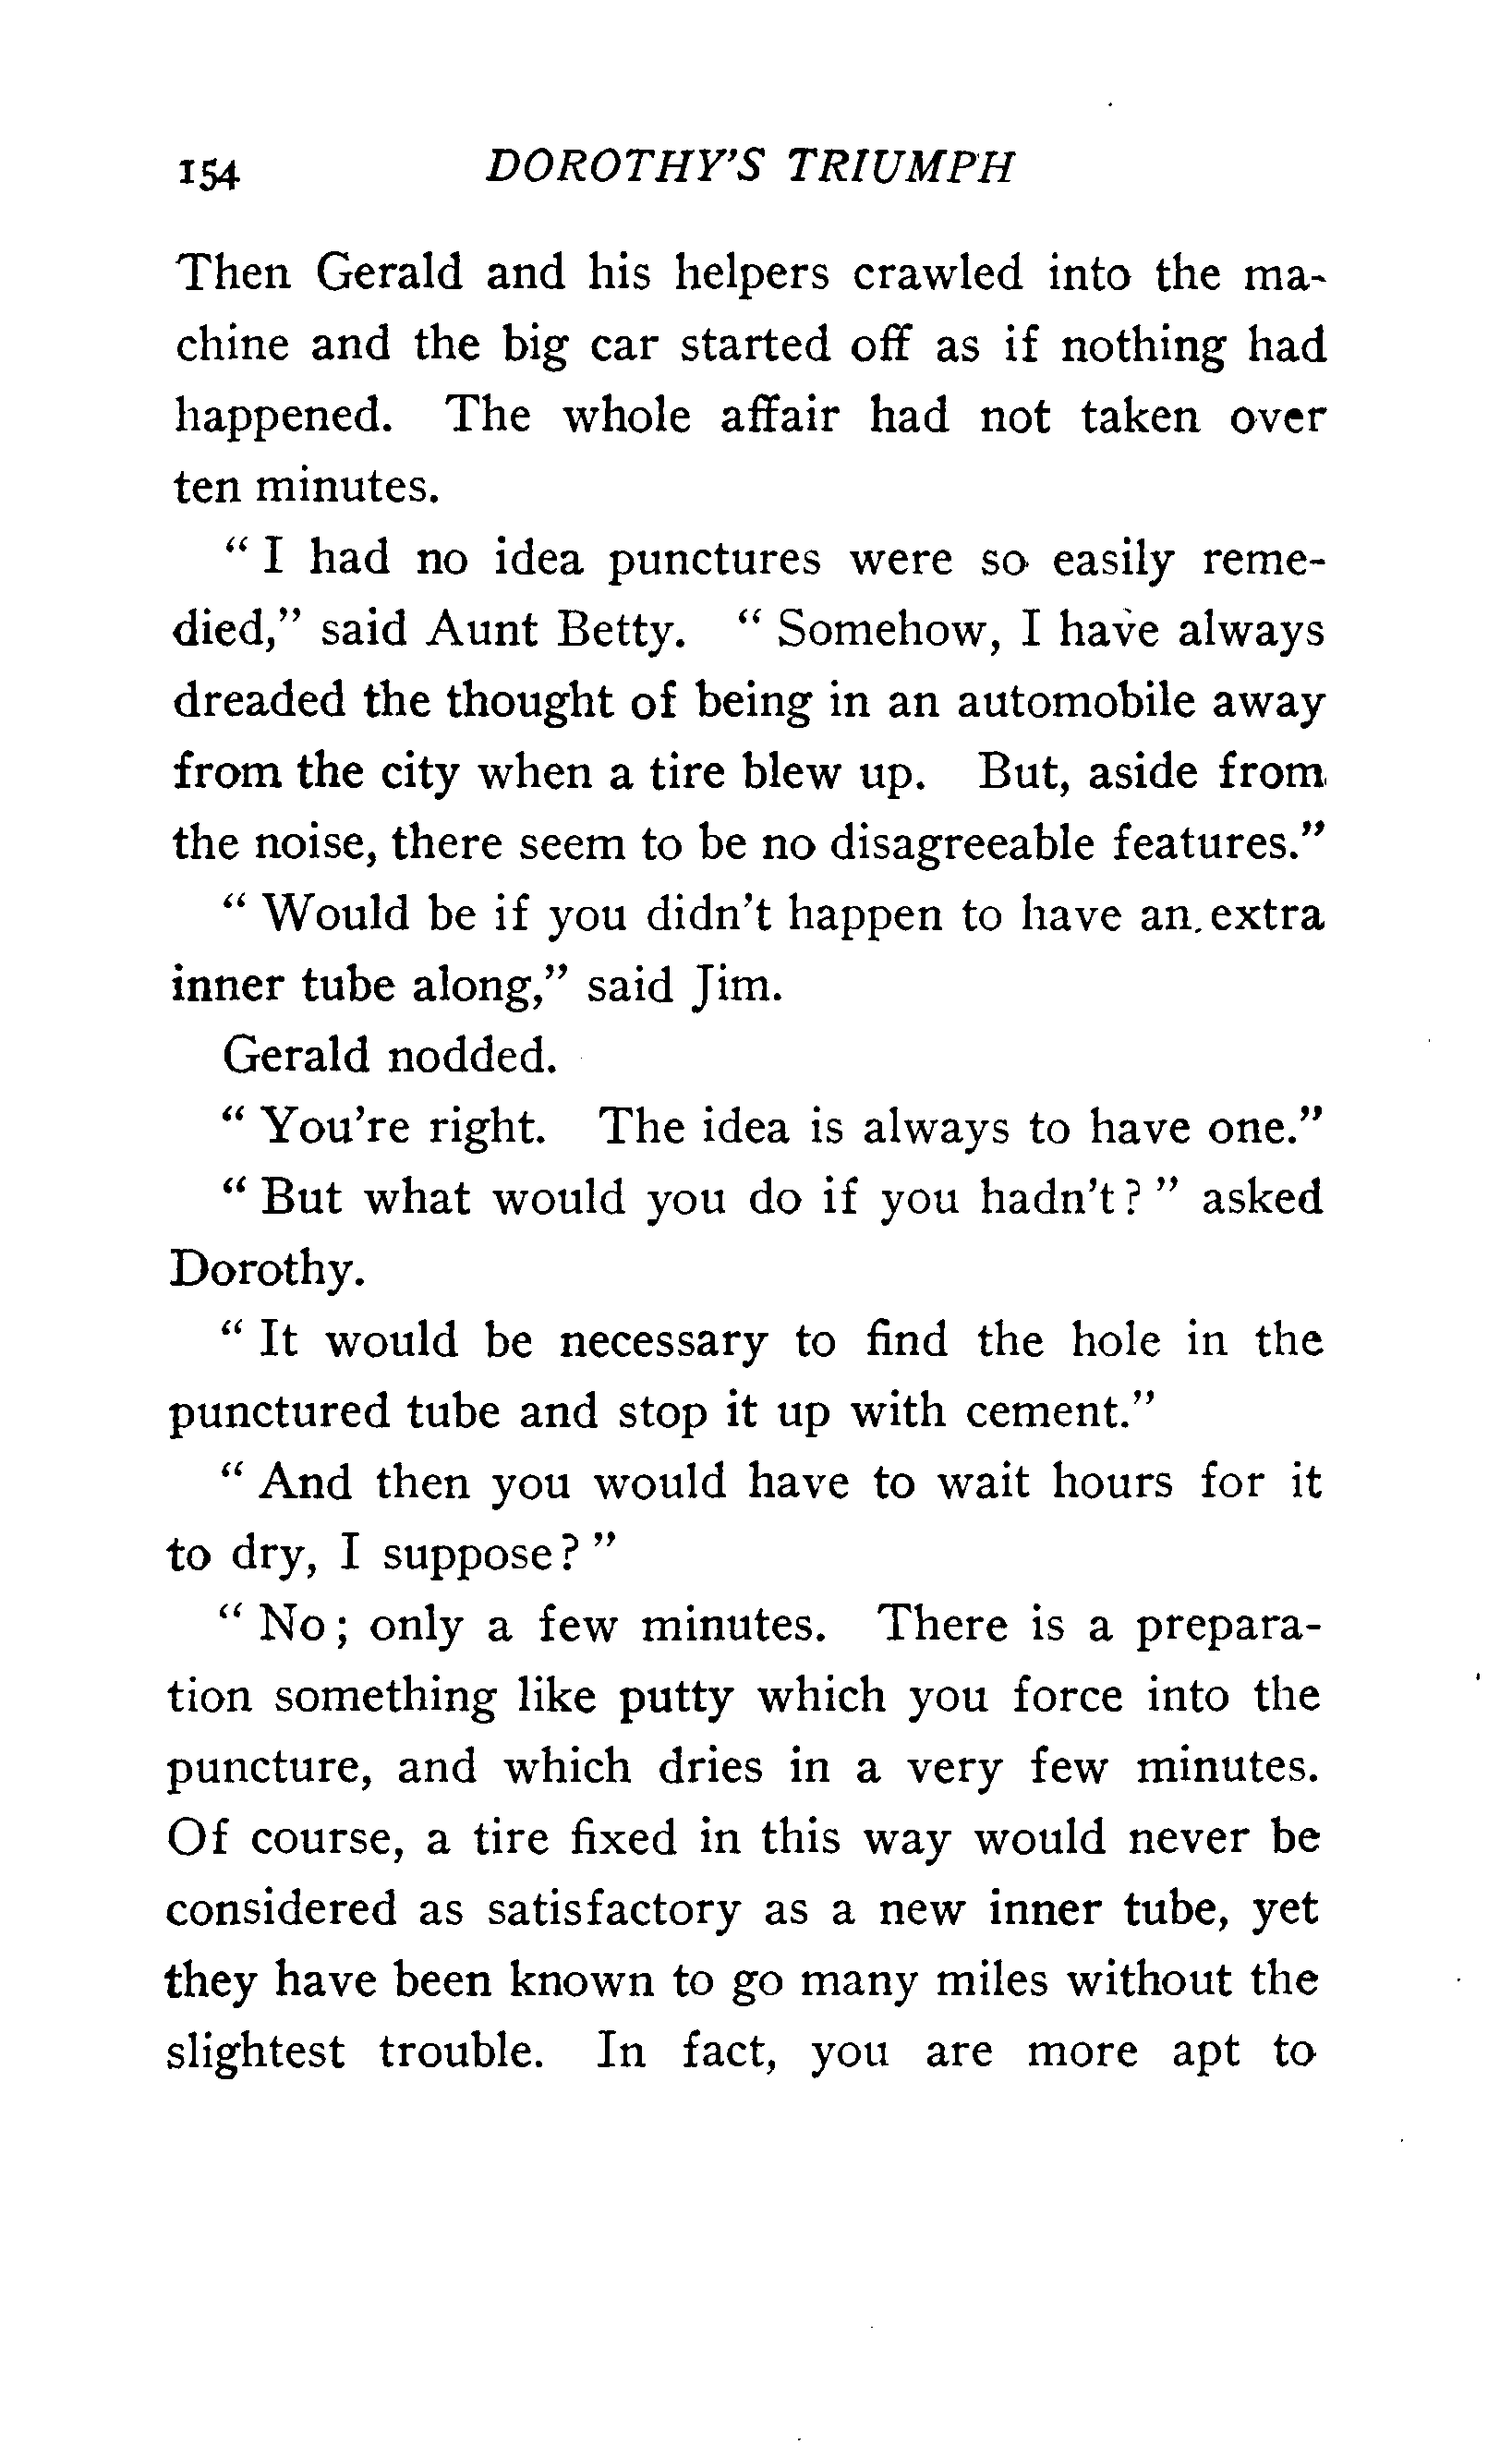 154 DOROTHY'S TRIUMPH
Then Gerald and his helpers crawled into the ma-
chine and the big car started off as if nothing had
happened. The whole affair had not taken over
ten minutes.
" I had no idea punctures were so easily reme-
died," said Aunt Betty. " Somehow, I have always
dreaded the thought of being in an automobile away
from the city when a tire blew up. But, aside from
the noise, there seem to be no disagreeable features."
" Would be if you didn't happen to have an extra
inner tube along," said Jim.
Gerald nodded.
" You're right. The idea is always to have one."
" But what would you do if you hadn't ? " asked
Dorothy.
" It would be necessary to find the hole in the
punctured tube and stop it up with cement."
" And then you would have to wait hours for it
to dry, I suppose ? "
" No ; only a few minutes. There is a prepara-
tion something like putty which you force into the
puncture, and which dries in a very few minutes.
Of course, a tire fixed in this way would never be
considered as satisfactory as a new inner tube, yet
they have been known to go many miles without the
slightest trouble. In fact, you are more apt to